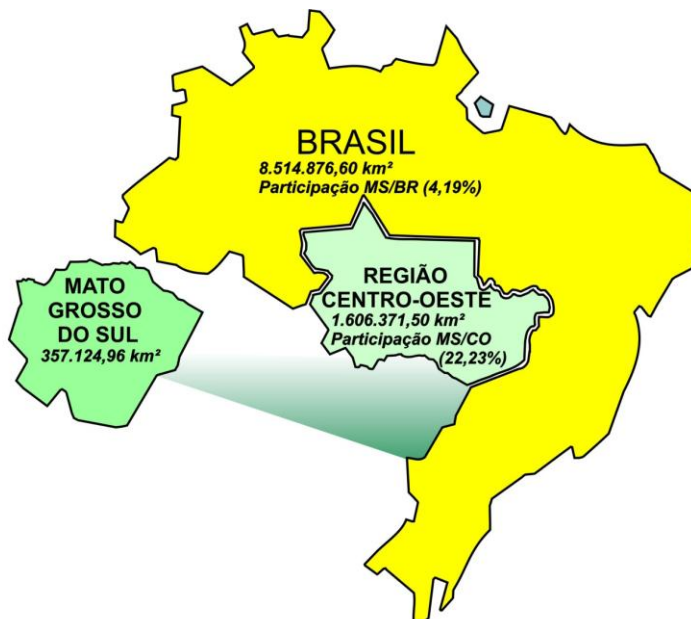 BRASIL
8.514.876,60 km²
Participação MS/BR (4,19%)
MATO
GROSSO
DO SUL
357.124,96 km²
REGIÃO
CENTRO-OESTE
1.606.371,50 km²
Participação MS/CO
(22,23%)